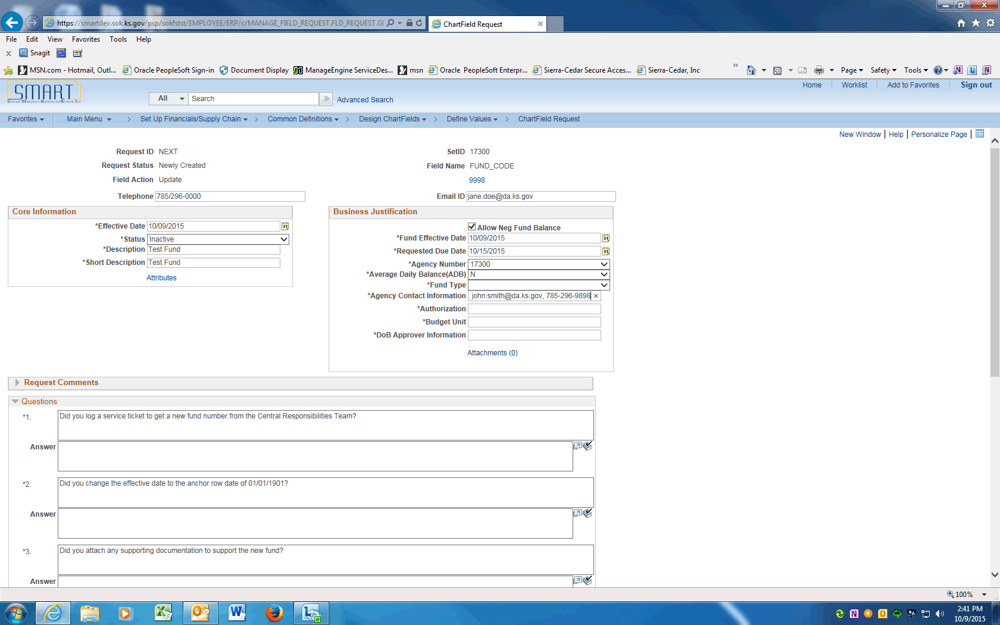 https://smartdev.sok.ks.gov/psp/sokfstst/EMPLOYEE/ERP/c/MANAGE_FIELD_REQUEST.FLD_REQUEST.GI
ChartField Request
File Edit View Favorites Tools Help
x Snagit
MSN.com - Hotmail, Outl... Oracle PeopleSoft Sign-in Document Display ManageEngine ServiceDes... msn Oracle PeopleSoft Enterpr... Sierra-Cedar Secure Acces... Sierra-Cedar, Inc
Page Safety Tools
SMART
All Search Advanced Search
Home Worklist Add to Favorites Sign out
Favorites Main Menu > Set Up Financials/Supply Chain > Common Definitions > Design ChartFields > Define Values > ChartField Request
New Window | Help | Personalize Page |
Request ID NEXT SetID 17300
Request Status Newly Created Field Name FUND_CODE
Field Action Update 9998
Telephone 785/296-0000 Email ID jane.doe@da.ks.gov
Core Information
*Effective Date 10/09/2015
*Status Inactive
*Description Test Fund
*Short Description Test Fund
Attributes
Business Justification
Allow Neg Fund Balance
*Fund Effective Date 10/09/2015
*Requested Due Date 10/15/2015
*Agency Number 17300
*Average Daily Balance(ADB) N
*Fund Type
*Agency Contact Information john.smith@da.ks.gov, 785-296-9898
*Authorization
*Budget Unit
*DoB Approver Information
Attachments (0)
Request Comments
Questions
*1. Did you log a service ticket to get a new fund number from the Central Responsibilities Team?
Answer
*2. Did you change the effective date to the anchor row date of 01/01/1901?
Answer
*3. Did you attach any supporting documentation to support the new fund?
Answer
100%
2:41 PM
10/9/2015